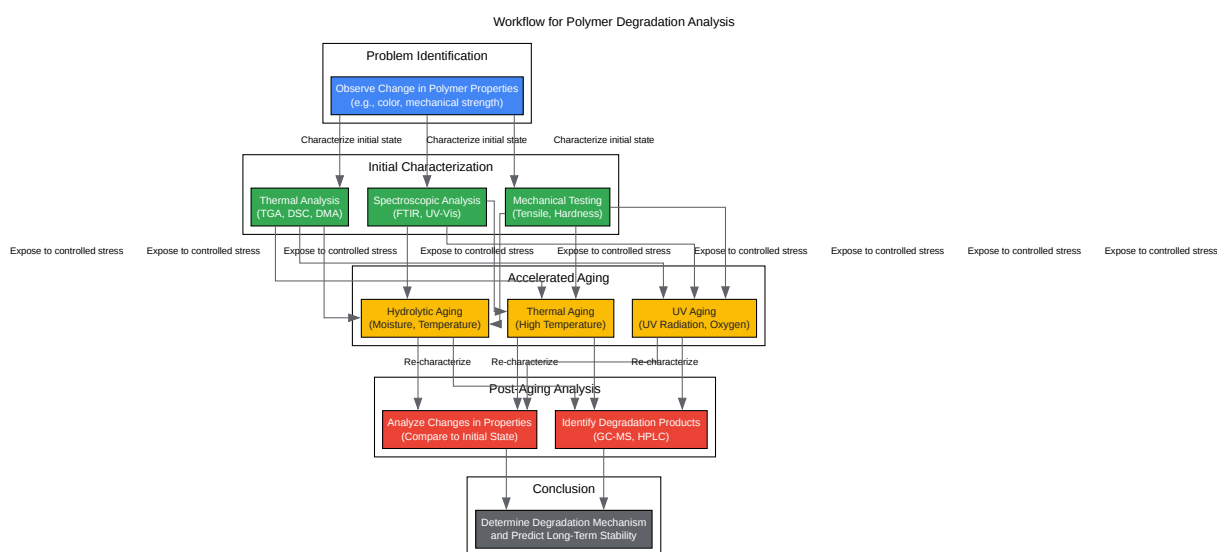 Workflow for Polymer Degradation Analysis
Problem Identification
Observe Change in Polymer Properties
(e.g., color, mechanical strength)
Characterize initial state
Characterize initial state
Characterize initial state
Initial Characterization
Thermal Analysis
(TGA, DSC, DMA)
Spectroscopic Analysis
(FTIR, UV-Vis)
Mechanical Testing
(Tensile, Hardness)
Expose to controlled stress
Expose to controlled stress
Expose to controlled stress
Expose to controlled stress
Expose to controlled stress
Expose to controlled stress
Expose to controlled stress
Expose to controlled stress
Expose to controlled stress
Accelerated Aging
Hydrolytic Aging
(Moisture, Temperature)
Thermal Aging
(High Temperature)
UV Aging
(UV Radiation, Oxygen)
Re-characterize
Re-characterize
Re-characterize
Post-Aging Analysis
Analyze Changes in Properties
(Compare to Initial State)
Identify Degradation Products
(GC-MS, HPLC)
Conclusion
Determine Degradation Mechanism
and Predict Long-Term Stability